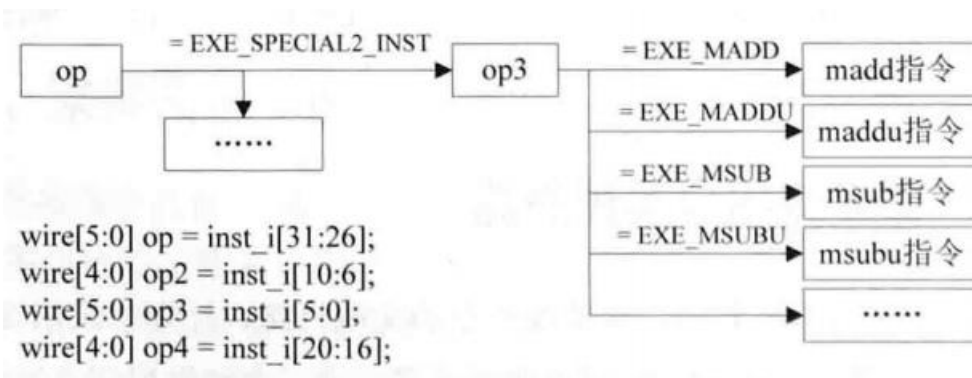 op
= EXE_SPECIAL2_INST
op3
......
= EXE_MADD
madd指令
= EXE_MADDU
maddu指令
= EXE_MSUB
msub指令
= EXE_MSUBU
msubu指令
......
wire[5:0] op = inst_i[31:26];
wire[4:0] op2 = inst_i[10:6];
wire[5:0] op3 = inst_i[5:0];
wire[4:0] op4 = inst_i[20:16];